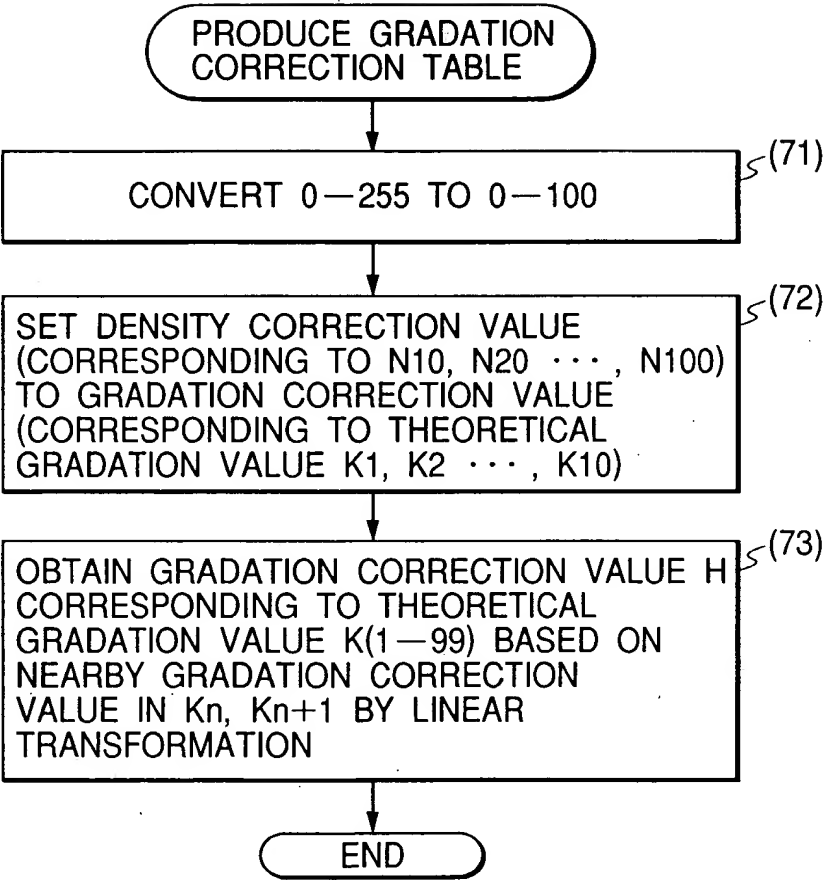 PRODUCE GRADATION
CORRECTION TABLE
(71)
CONVERT 0—255 TO 0—100
(72)
SET DENSITY CORRECTION VALUE
(CORRESPONDING TO N10, N20 ··· , N100)
TO GRADATION CORRECTION VALUE
(CORRESPONDING TO THEORETICAL
GRADATION VALUE K1, K2 ··· , K10)
(73)
OBTAIN GRADATION CORRECTION VALUE H
CORRESPONDING TO THEORETICAL
GRADATION VALUE K(1—99) BASED ON
NEARBY GRADATION CORRECTION
VALUE IN Kn, Kn+1 BY LINEAR
TRANSFORMATION
END